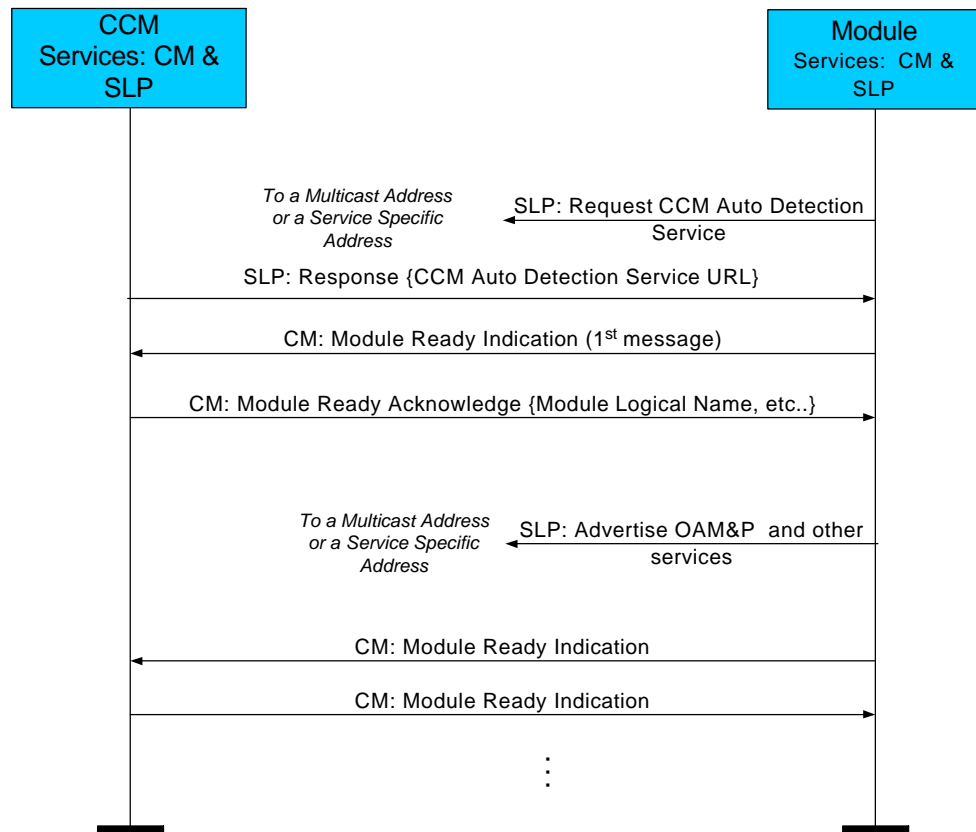 CCM
Services: CM &
SLP
Module
Services: CM &
SLP
To a Multicast Address
or a Service Specific
Address
SLP: Request CCM Auto Detection
Service
SLP: Response {CCM Auto Detection Service URL}
CM: Module Ready Indication (1st message)
CM: Module Ready Acknowledge {Module Logical Name, etc..}
To a Multicast Address
or a Service Specific
Address
SLP: Advertise OAM&P and other
services
CM: Module Ready Indication
CM: Module Ready Indication